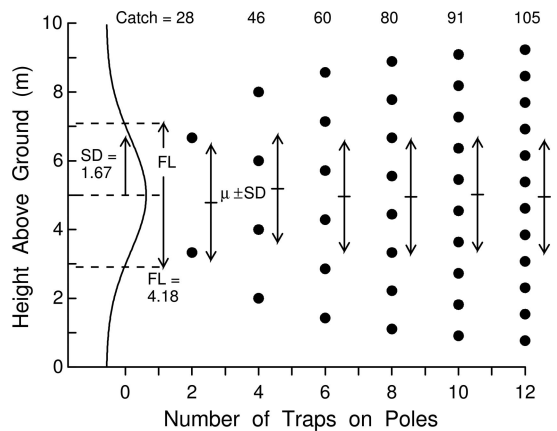 Catch = 28 46 60 80 91 105
10
8
6
4
2
0
Height Above Ground (m)
SD =
1.67
FL
FL =
4.18
μ ±SD
0 2 4 6 8 10 12
Number of Traps on Poles